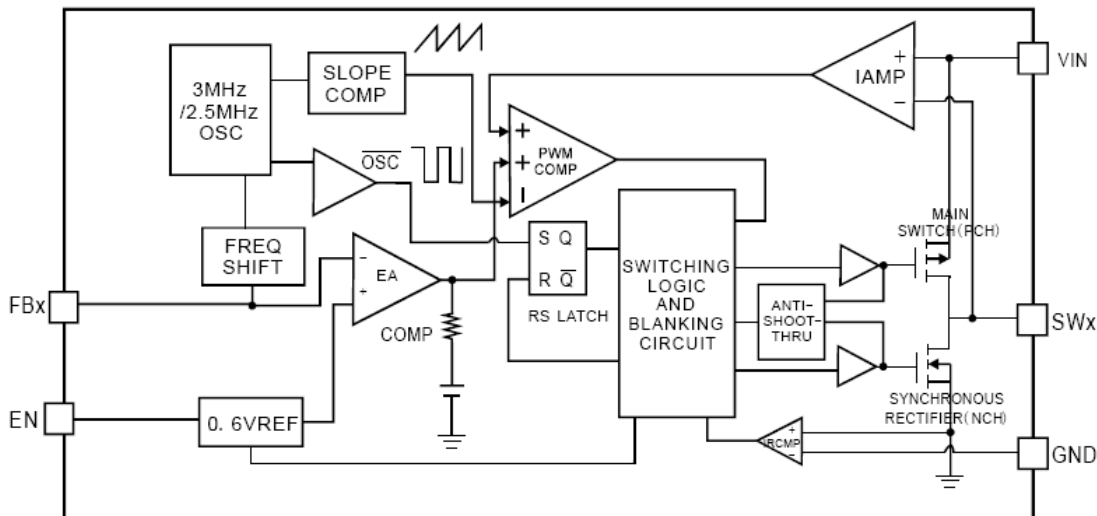 3MHz
/2.5MHz
OSC
SLOPE
COMP
IAMP
+
−
VIN
OSC
+
+
−
PWM
COMP
MAIN
SWITCH(PCH)
FREQ
SHIFT
EA
−
+
S Q
R Q
RS LATCH
SWITCHING
LOGIC
AND
BLANKING
CIRCUIT
ANTI-
SHOOT-
THRU
FBx
SWx
COMP
SYNCHRONOUS
RECTIFIER(NCH)
EN
0. 6VREF
IRCMP
+
−
GND